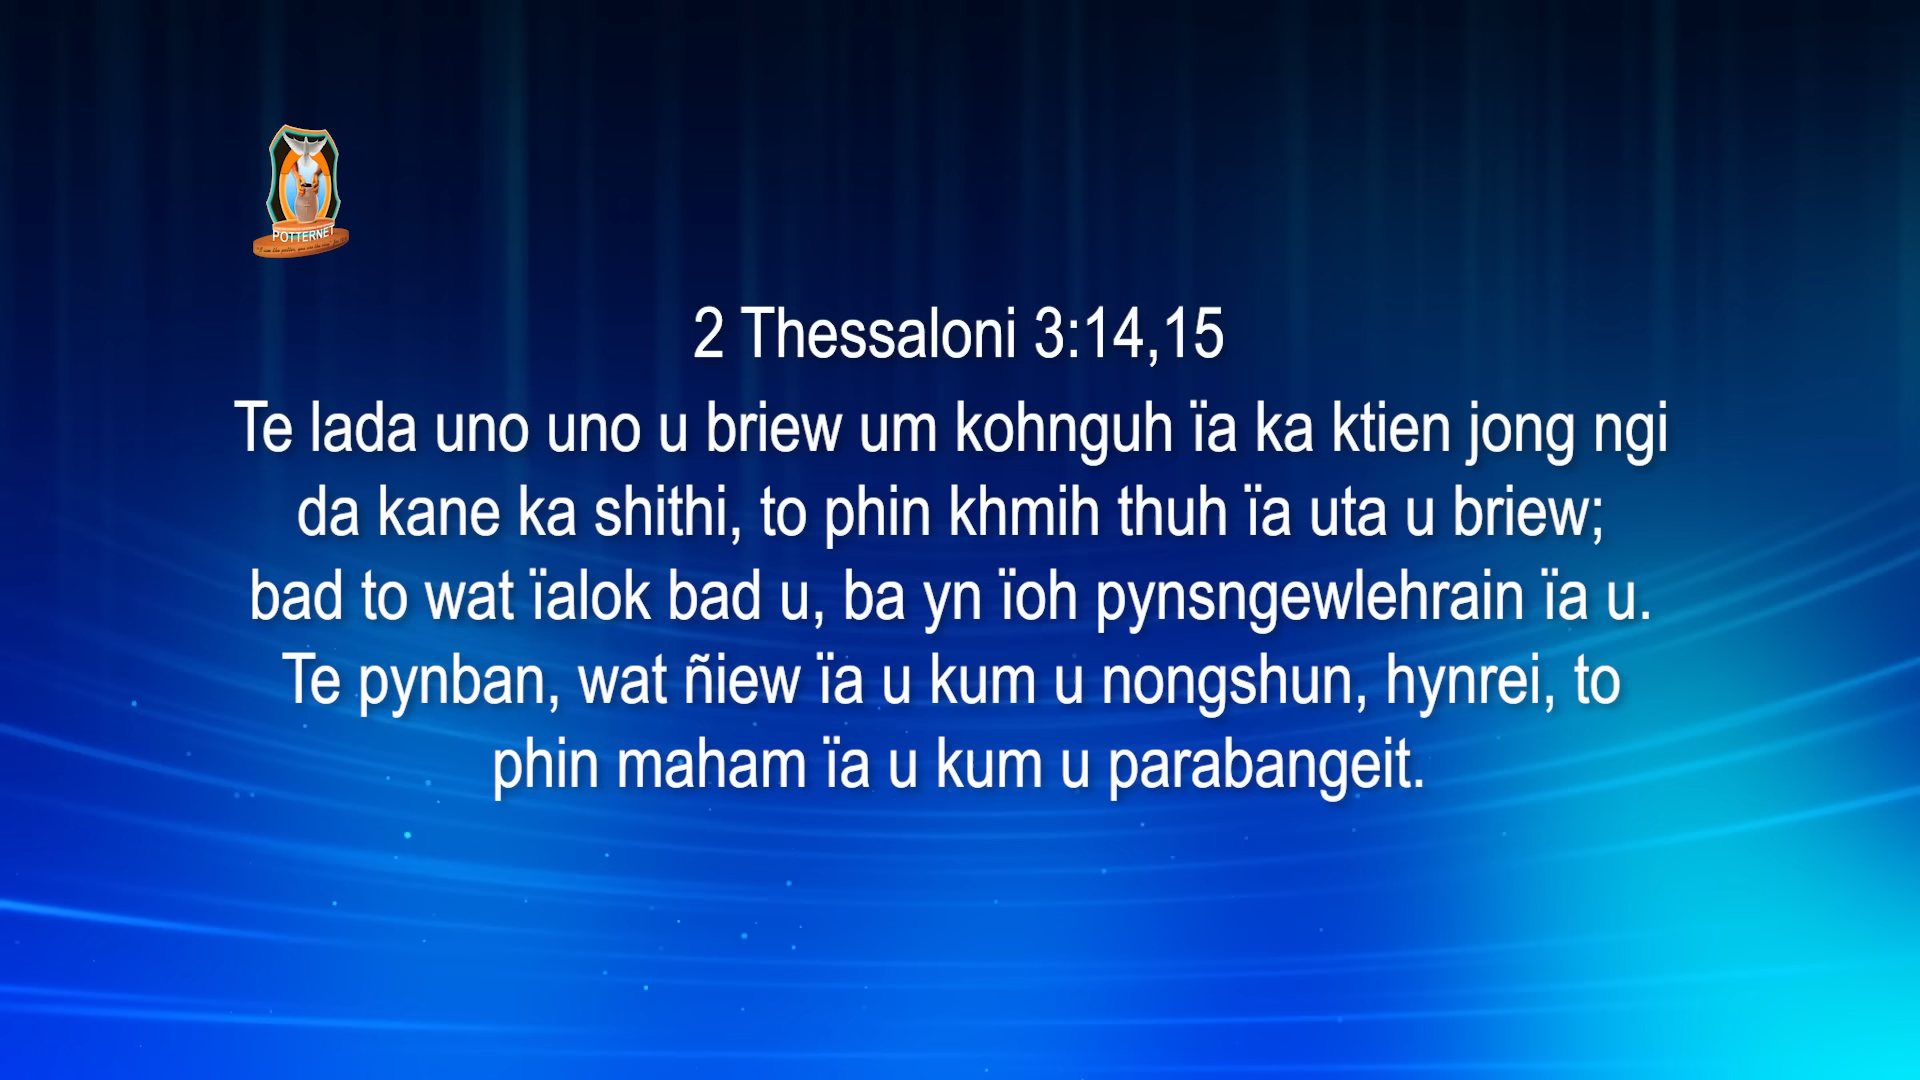 POTTERNET
2 Thessaloni 3:14,15
Te lada uno uno u briew um kohnguh ïa ka ktien jong ngi
da kane ka shithi, to phin khmih thuh ïa uta u briew;
bad to wat ïalok bad u, ba yn ïoh pynsngewlehrain ïa u.
Te pynban, wat ñiew ïa u kum u nongshun, hynrei, to
phin maham ïa u kum u parabangeit.